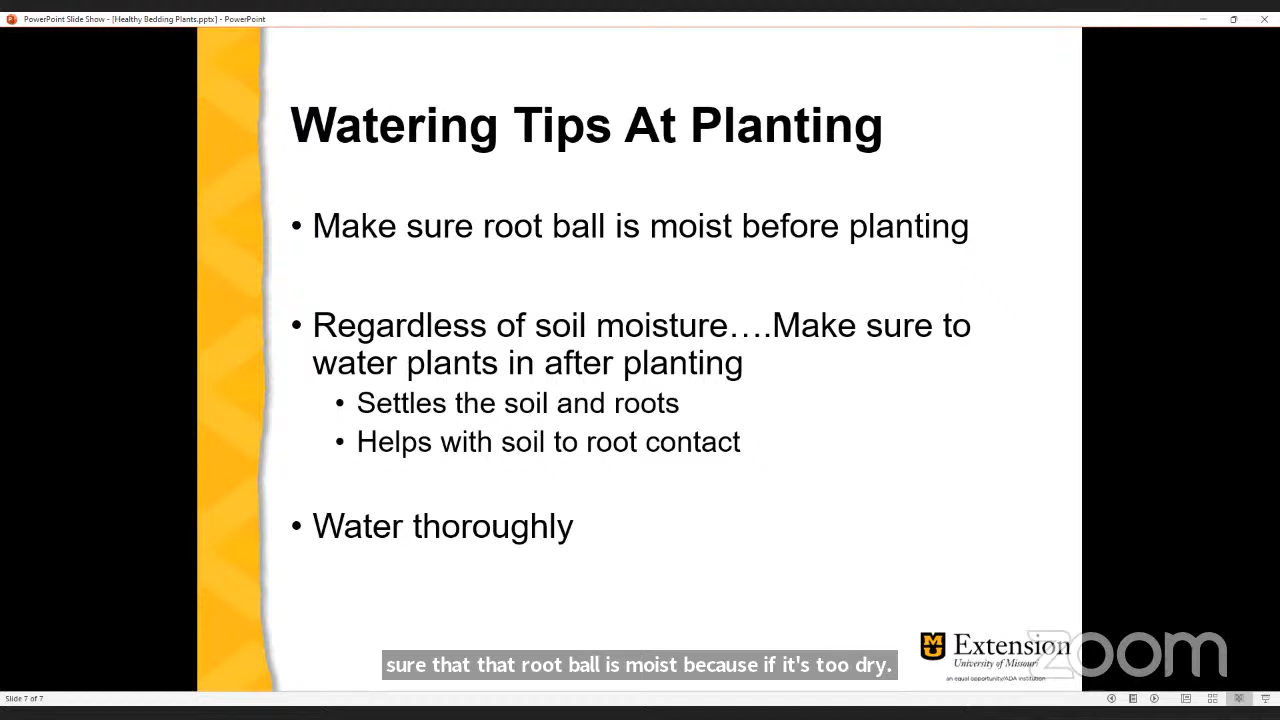 PowerPoint Slide Show - [Healthy Bedding Plants.pptx] - PowerPoint
Watering Tips At Planting
• Make sure root ball is moist before planting
• Regardless of soil moisture….Make sure to
water plants in after planting
• Settles the soil and roots
• Helps with soil to root contact
• Water thoroughly
MU Extension
University of Missouri
an equal opportunity/ADA institution
zoom
sure that that root ball is moist because if it's too dry.
Slide 7 of 7